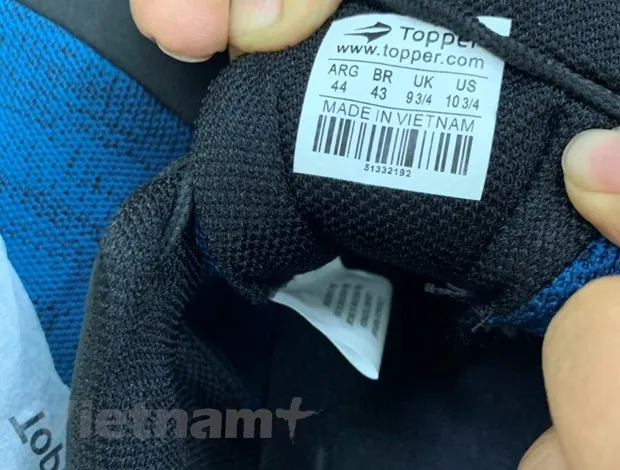 Topper
www.topper.com
ARG BR UK US
44 43 9 3/4 10 3/4
MADE IN VIETNAM
51332192
ietnam+